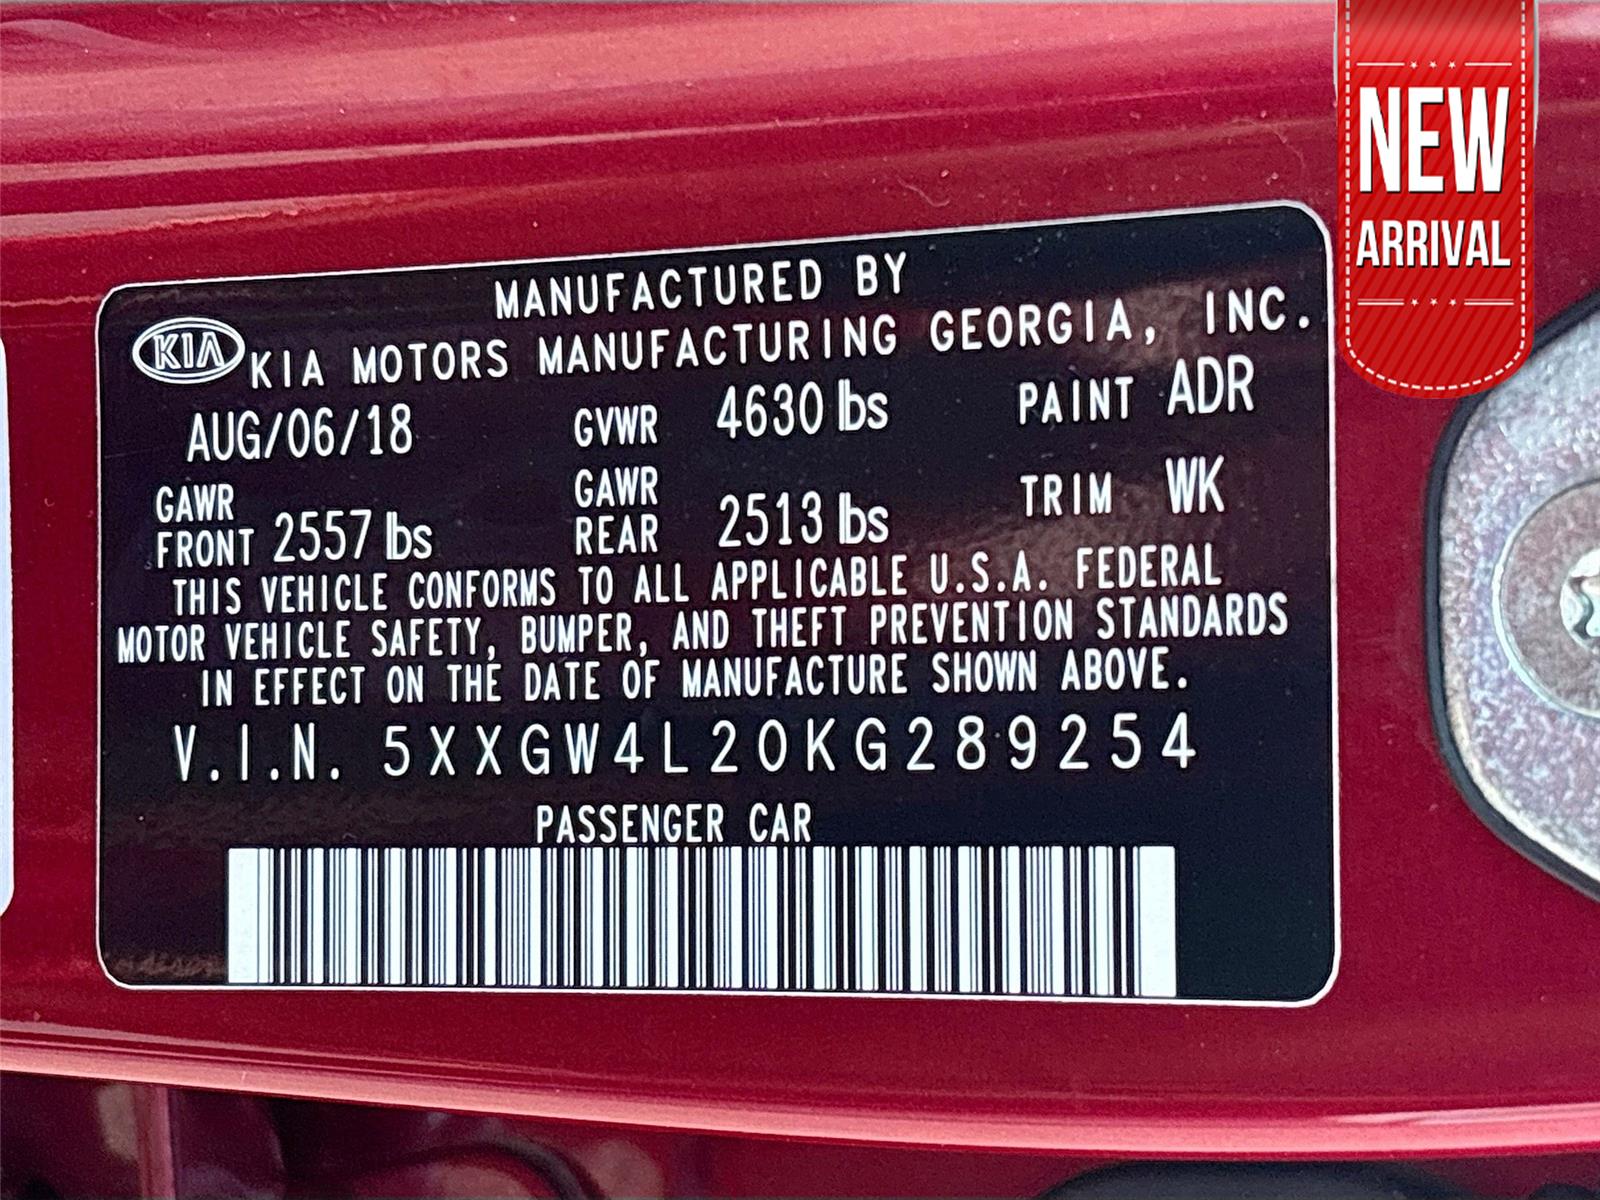 NEW
ARRIVAL
MANUFACTURED BY
KIA KIA MOTORS MANUFACTURING GEORGIA, INC.
AUG/06/18 GVWR 4630 lbs PAINT ADR
GAWR FRONT 2557 lbs GAWR REAR 2513 lbs TRIM WK
THIS VEHICLE CONFORMS TO ALL APPLICABLE U.S.A. FEDERAL
MOTOR VEHICLE SAFETY, BUMPER, AND THEFT PREVENTION STANDARDS
IN EFFECT ON THE DATE OF MANUFACTURE SHOWN ABOVE.
V.I.N. 5XXGW4L20KG289254
PASSENGER CAR